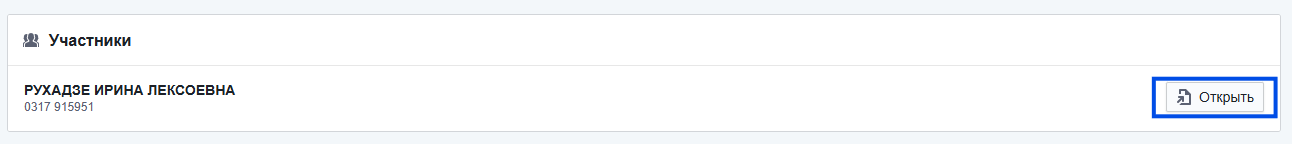 Участники
РУХАДЗЕ ИРИНА ЛЕКСОЕВНА
0317 915951
Открыть